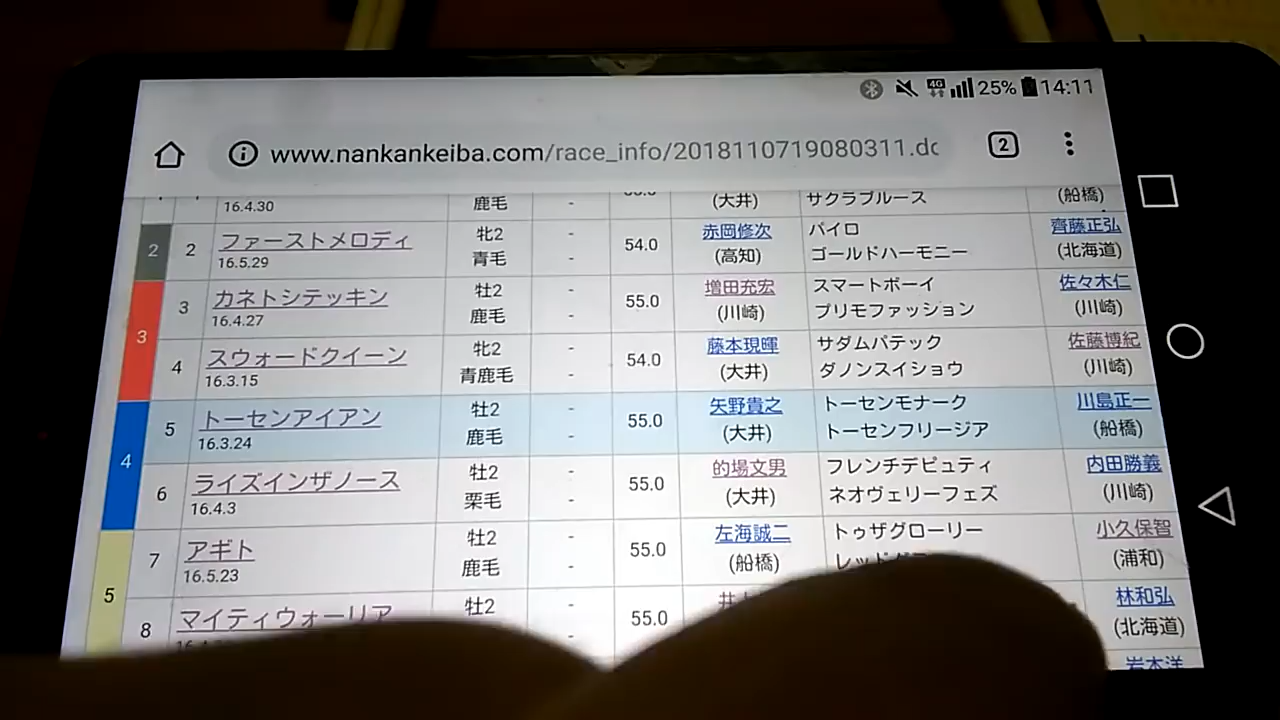 4G 25% 14:11
www.nankankeiba.com/race_info/2018110719080311.dc 2
16.4.30 鹿毛 - (大井) サクラブルース (船橋)
2 2 ファーストメロディ 牝2 - 54.0 赤岡修次 パイロ 齊藤正弘
16.5.29 青毛 - (高知) ゴールドハーモニー (北海道)
3 3 カネトシテッキン 牡2 - 55.0 増田充宏 スマートボーイ 佐々木仁
16.4.27 鹿毛 - (川崎) プリモファッション (川崎)
4 スウォードクイーン 牝2 - 54.0 藤本現暉 サダムパテック 佐藤博紀
16.3.15 青鹿毛 - (大井) ダノンスイショウ (川崎)
4 5 トーセンアイアン 牡2 - 55.0 矢野貴之 トーセンモナーク 川島正一
16.3.24 鹿毛 - (大井) トーセンフリージア (船橋)
6 ライズインザノース 牡2 - 55.0 的場文男 フレンチデピュティ 内田勝義
16.4.3 栗毛 - (大井) ネオヴェリーフェズ (川崎)
5 7 アギト 牡2 - 55.0 左海誠二 トゥザグローリー 小久保智
16.5.23 鹿毛 - (船橋) (浦和)
8 マイティウォーリア 牡2 - 55.0 林和弘
- (北海道)